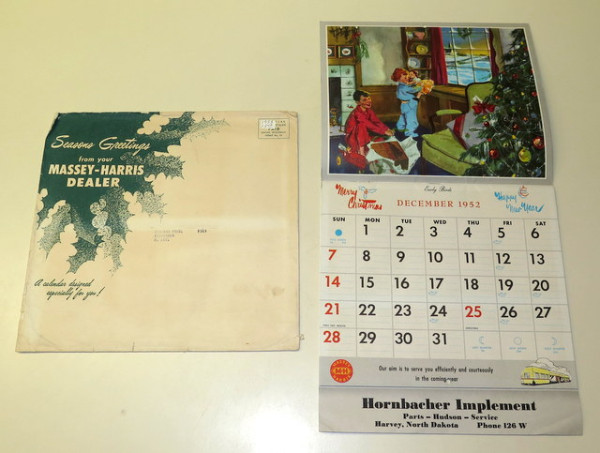 Seasons Greetings
from your
MASSEY-HARRIS
DEALER
A calendar designed
especially for you!
Early Birds
Merry Christmas
DECEMBER 1952
Happy New Year
SUN MON TUE WED THU FRI SAT
1 2 3 4 5 6
7 8 9 10 11 12 13
14 15 16 17 18 19 20
21 22 23 24 25 26 27
28 29 30 31
MH
Our aim is to serve you efficiently and courteously
in the coming year
Hornbacher Implement
Parts - Hudson - Service
Harvey, North Dakota Phone 126 W